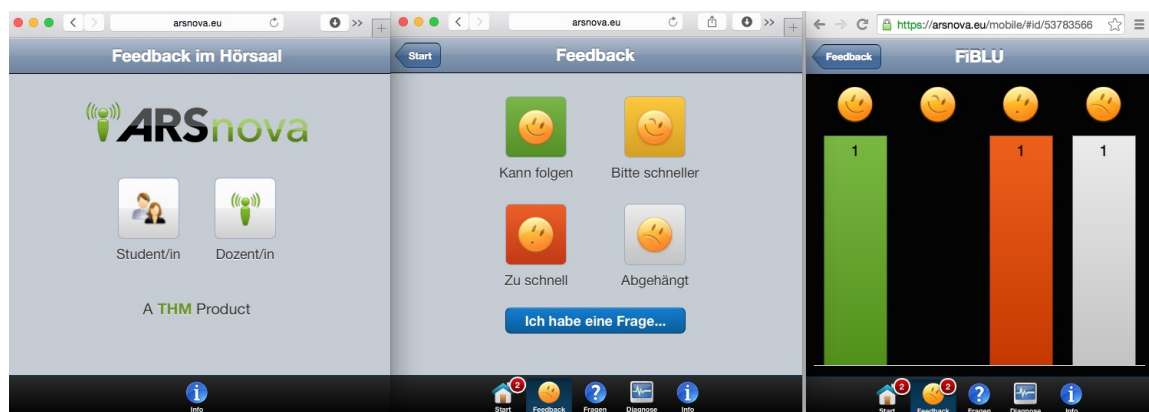 arsnova.eu
Feedback im Hörsaal
ARSnova
Student/in
Dozent/in
A THM Product
Info
arsnova.eu
Start
Feedback
Kann folgen
Bitte schneller
Zu schnell
Abgehängt
Ich habe eine Frage...
2
Start
Feedback
Fragen
Diagnose
Info
https://arsnova.eu/mobile/#id/53783566
Feedback
FiBLU
1
1
1
2
2
Start
Feedback
Fragen
Diagnose
Info